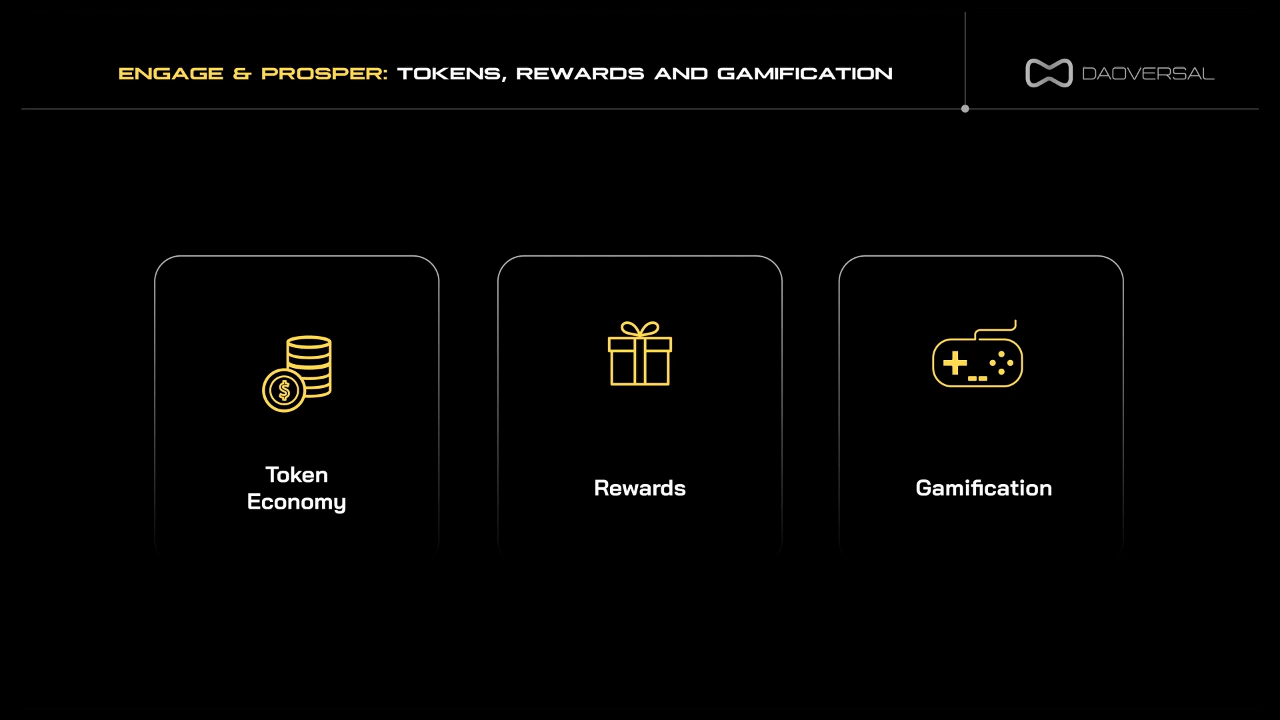 ENGAGE & PROSPER: TOKENS, REWARDS AND GAMIFICATION
DAOVERSAL
$
Token
Economy
Rewards
Gamification